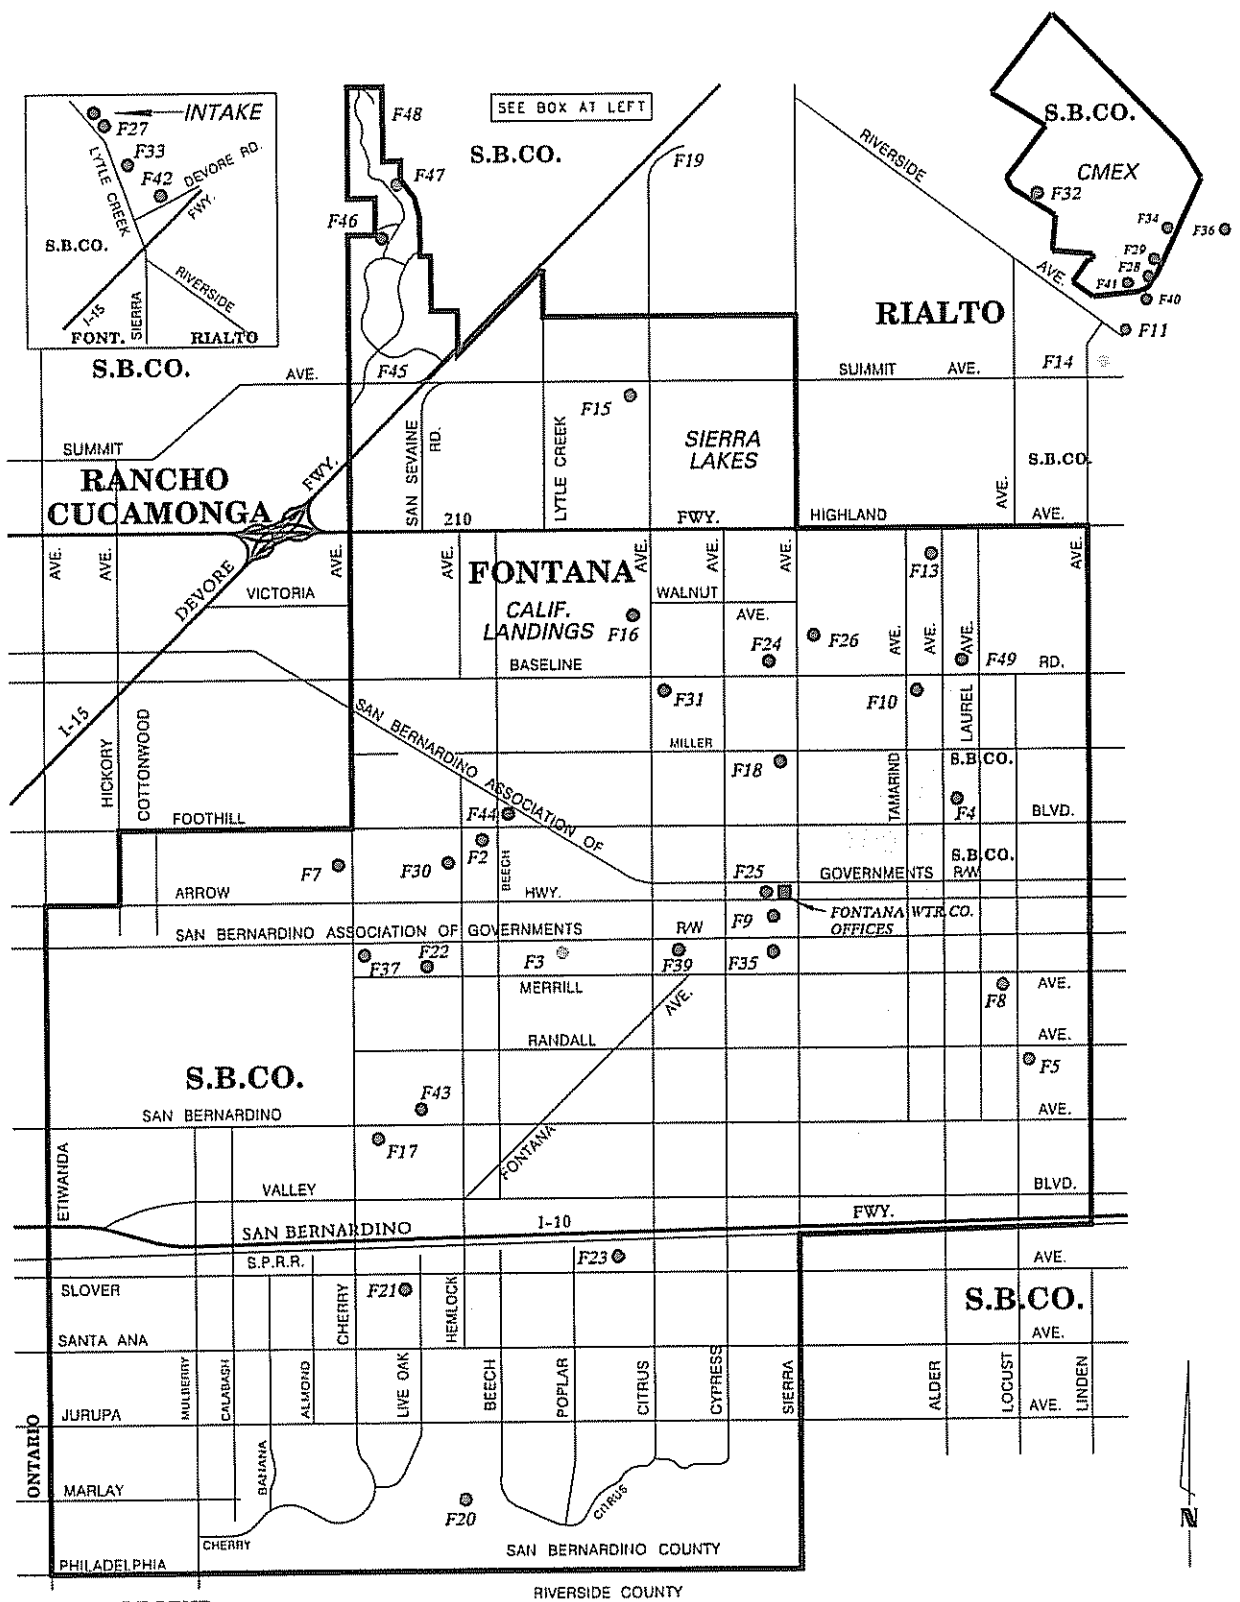 INTAKE
F27
F33
F42
LYTLE CREEK
DEVORE RD.
FWY.
S.B.CO.
I-15
SIERRA
RIVERSIDE
FONT.
RIALTO
SEE BOX AT LEFT
F48
F47
F46
F45
S.B.CO.
F19
RIVERSIDE
AVE.
S.B.CO.
CMEX
F32
F34
F36
F29
F28
F41
F40
F11
F14
RIALTO
S.B.CO.
AVE.
SUMMIT
SUMMIT AVE.
F15
SIERRA
LAKES
LYTLE CREEK
SAN SEVAINE
RD.
FWY.
RANCHO
CUCAMONGA
S.B.CO.
AVE.
210
FWY.
HIGHLAND
AVE.
AVE.
AVE.
AVE.
AVE.
AVE.
AVE.
AVE.
AVE.
DEVORE
VICTORIA
FONTANA
CALIF.
LANDINGS
F16
WALNUT
AVE.
F13
F24
F26
AVE.
AVE.
AVE.
F49
BASELINE
RD.
I-15
F31
F10
LAUREL
MILLER
SAN BERNARDINO ASSOCIATION OF
HICKORY
COTTONWOOD
F18
TAMARIND
S.B.CO.
F4
FOOTHILL
BLVD.
F44
F2
F7
F30
BEECH
S.B.CO.
GOVERNMENTS R/W
F25
ARROW
HWY.
FONTANA WTR.CO.
OFFICES
F9
SAN BERNARDINO ASSOCIATION OF GOVERNMENTS R/W
F37
F22
F3
F39
F35
MERRILL
AVE.
F8
AVE.
RANDALL
AVE.
F5
S.B.CO.
F43
SAN BERNARDINO
AVE.
F17
FONTANA
ETIWANDA
VALLEY
BLVD.
SAN BERNARDINO
I-10
FWY.
S.P.R.R.
F23
AVE.
SLOVER
F21
CHERRY
HEMLOCK
S.B.CO.
SANTA ANA
AVE.
MULBERRY
CALABASH
ALMOND
LIVE OAK
BEECH
POPLAR
CITRUS
CYPRESS
SIERRA
ALDER
LOCUST
LINDEN
JURUPA
AVE.
ONTARIO
BANANA
MARLAY
CITRUS
F20
CHERRY
N
SAN BERNARDINO COUNTY
PHILADELPHIA
RIVERSIDE COUNTY